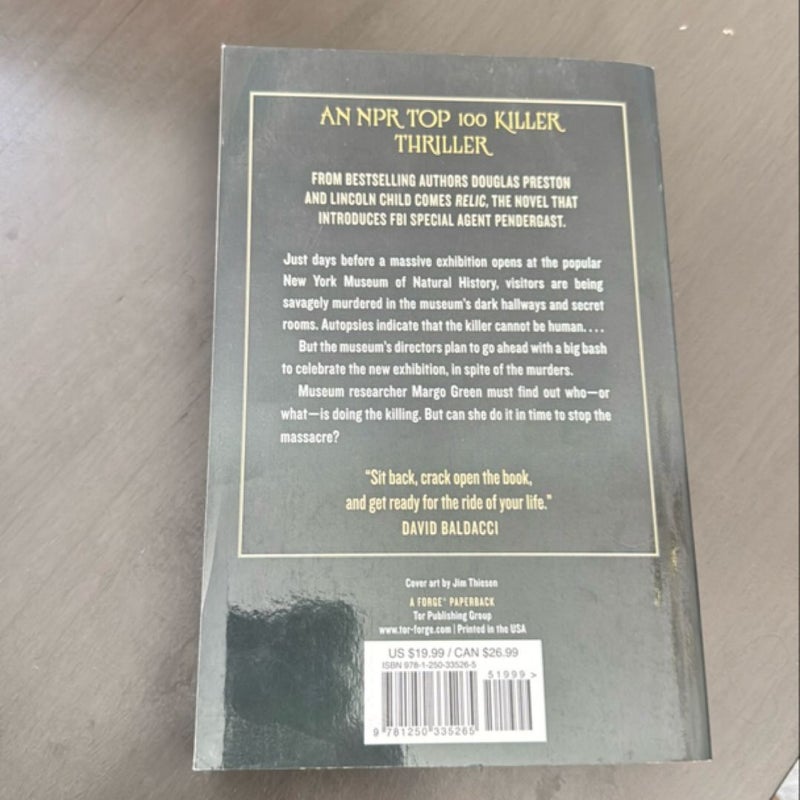 AN NPR TOP 100 KILLER
THRILLER
FROM BESTSELLING AUTHORS DOUGLAS PRESTON
AND LINCOLN CHILD COMES RELIC, THE NOVEL THAT
INTRODUCES FBI SPECIAL AGENT PENDERGAST.
Just days before a massive exhibition opens at the popular
New York Museum of Natural History, visitors are being
savagely murdered in the museum's dark hallways and secret
rooms. Autopsies indicate that the killer cannot be human....
But the museum's directors plan to go ahead with a big bash
to celebrate the new exhibition, in spite of the murders.
Museum researcher Margo Green must find out who—or
what—is doing the killing. But can she do it in time to stop the
massacre?
"Sit back, crack open the book,
and get ready for the ride of your life."
DAVID BALDACCI
Cover art by Jim Thiesen
A FORGE® PAPERBACK
Tor Publishing Group
www.tor-forge.com | Printed in the USA
US $19.99 / CAN $26.99
ISBN 978-1-250-33526-5
51999 >
9 781250 335265